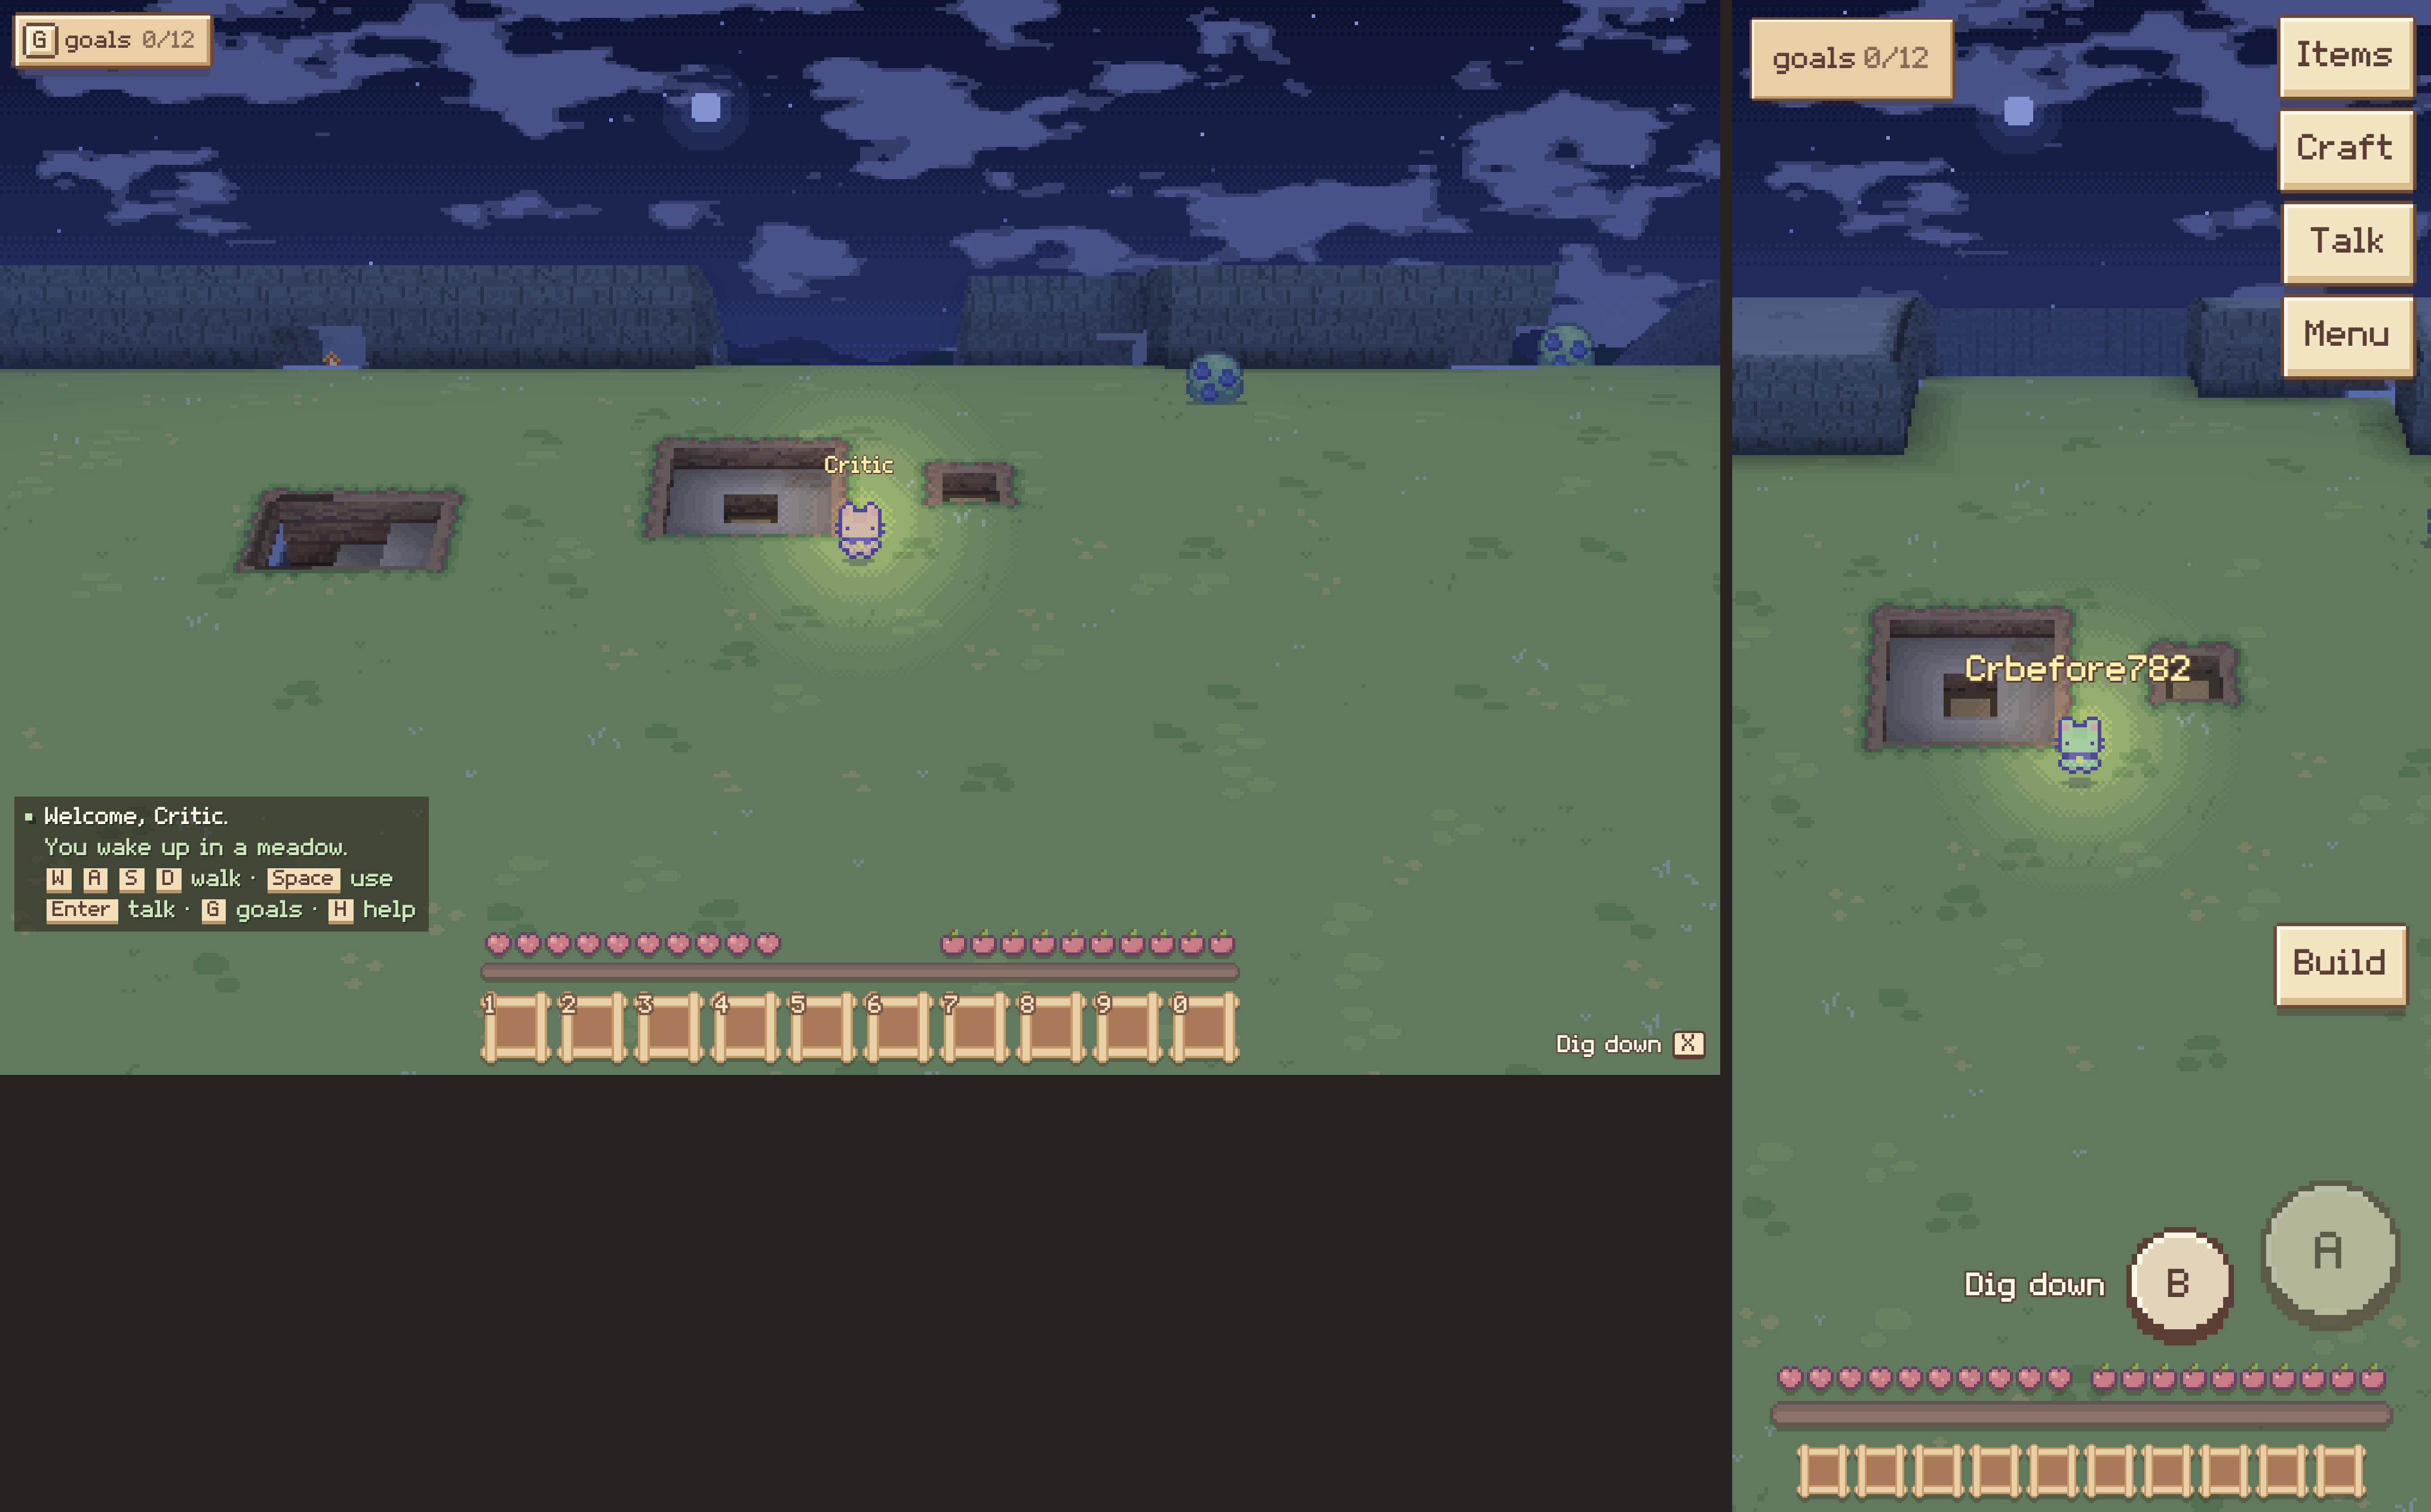 G goals 0/12
Critic
Welcome, Critic.
You wake up in a meadow.
W A S D walk · Space use
Enter talk · G goals · H help
1 2 3 4 5 6 7 8 9 0
Dig down X
goals 0/12
Items
Craft
Talk
Menu
Crbefore782
Build
A
Dig down B